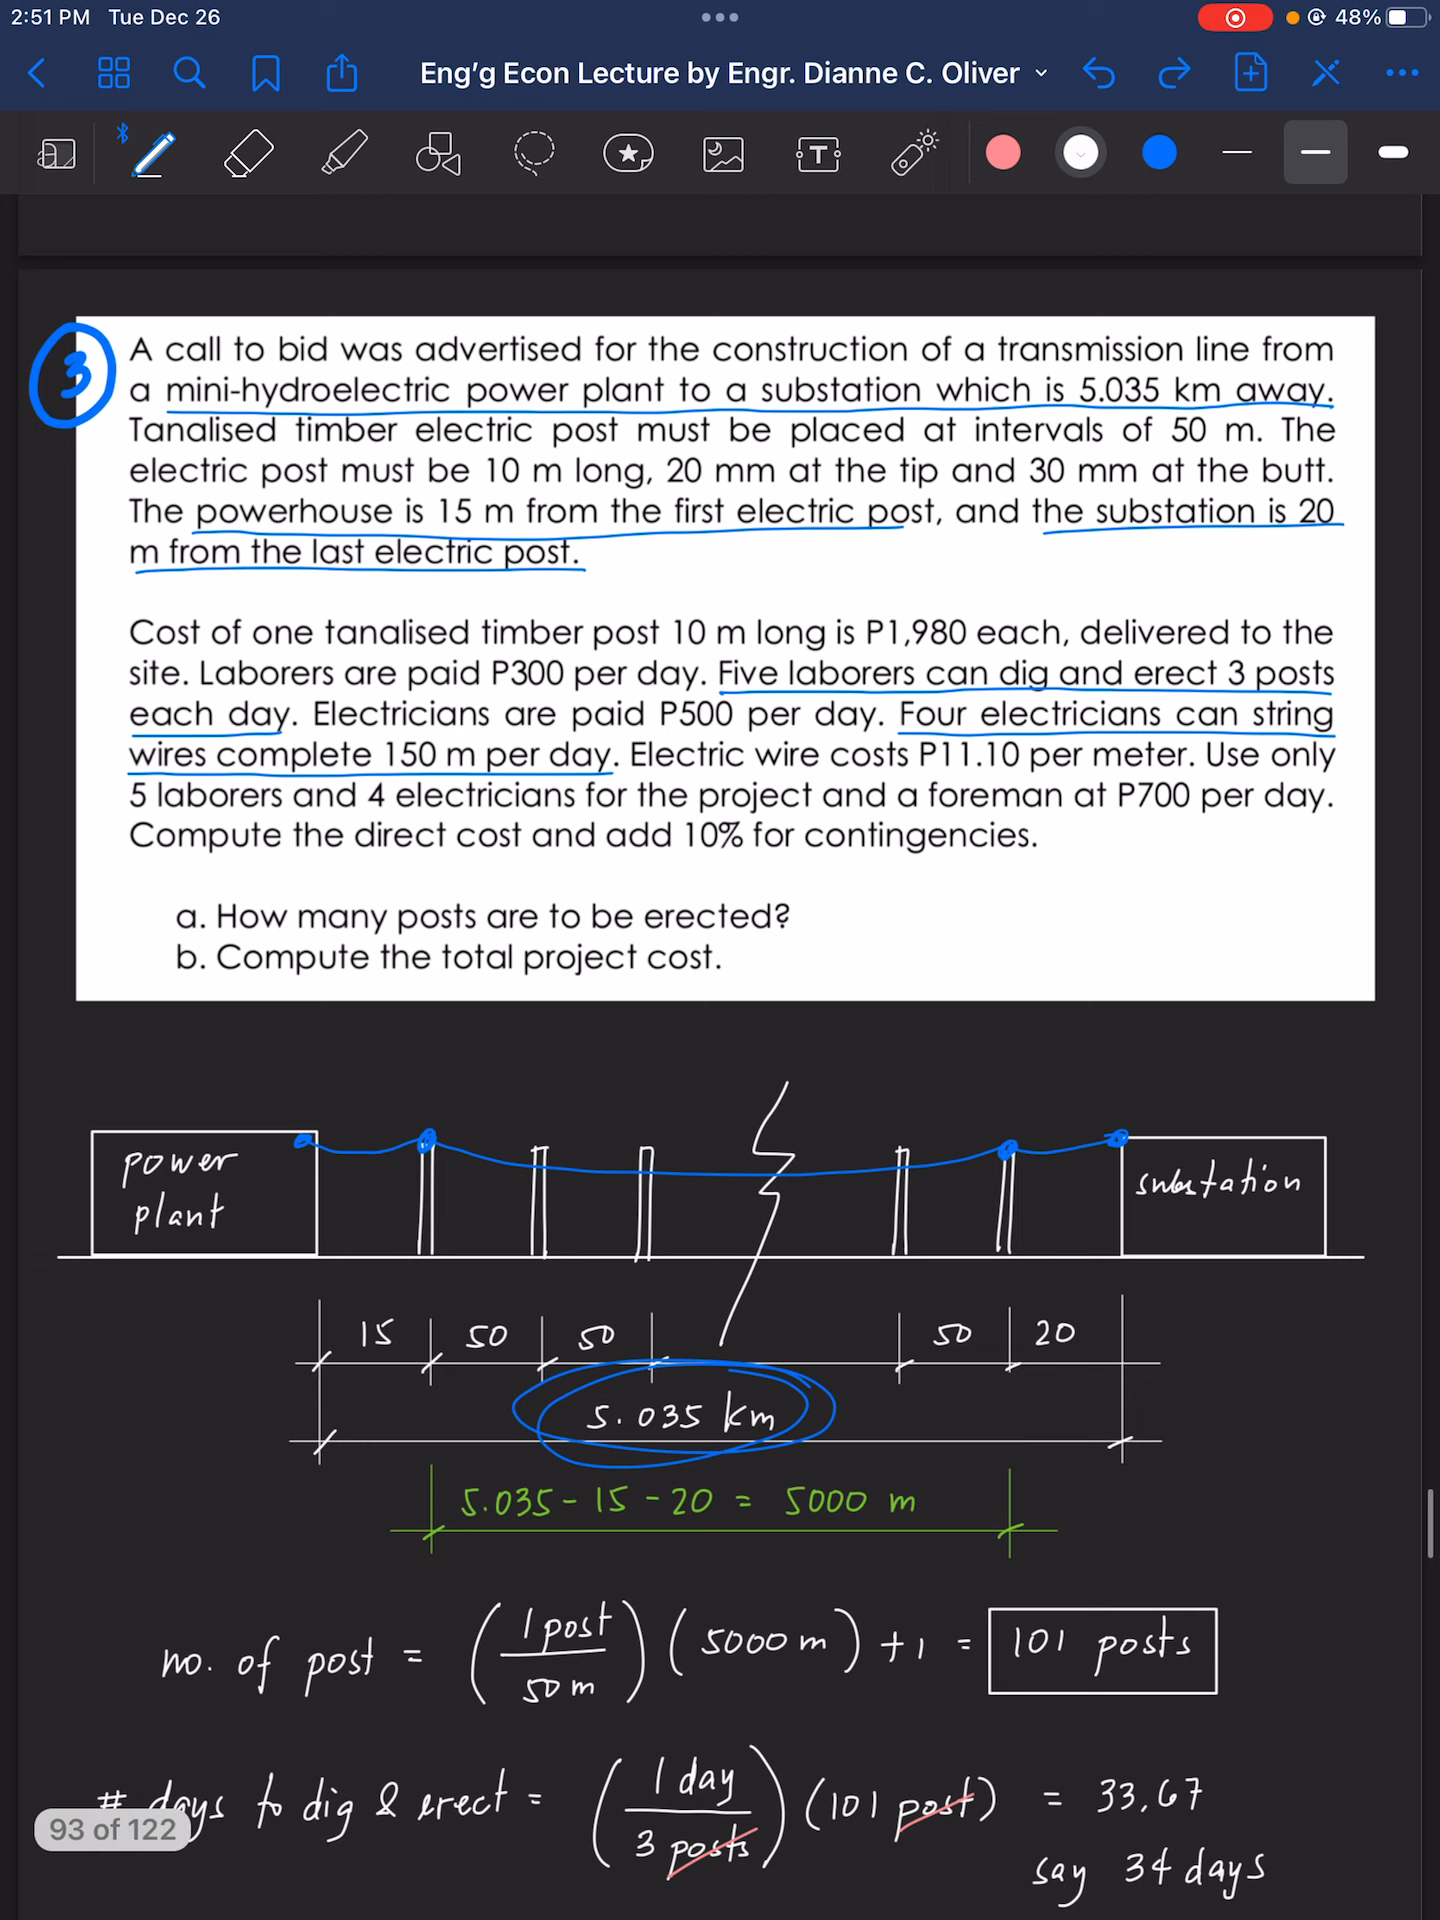 2:51 PM Tue Dec 26
48%
Eng'g Econ Lecture by Engr. Dianne C. Oliver
3
A call to bid was advertised for the construction of a transmission line from
a mini-hydroelectric power plant to a substation which is 5.035 km away.
Tanalised timber electric post must be placed at intervals of 50 m. The
electric post must be 10 m long, 20 mm at the tip and 30 mm at the butt.
The powerhouse is 15 m from the first electric post, and the substation is 20
m from the last electric post.
Cost of one tanalised timber post 10 m long is P1,980 each, delivered to the
site. Laborers are paid P300 per day. Five laborers can dig and erect 3 posts
each day. Electricians are paid P500 per day. Four electricians can string
wires complete 150 m per day. Electric wire costs P11.10 per meter. Use only
5 laborers and 4 electricians for the project and a foreman at P700 per day.
Compute the direct cost and add 10% for contingencies.
a. How many posts are to be erected?
b. Compute the total project cost.
power
plant
substation
15 50 50 50 20
5.035 km
5.035 - 15 - 20 = 5000 m
no. of post = (1 post / 50 m) (5000 m) + 1 = 101 posts
# days to dig & erect = (1 day / 3 posts) (101 post) = 33.67
say 34 days
93 of 122